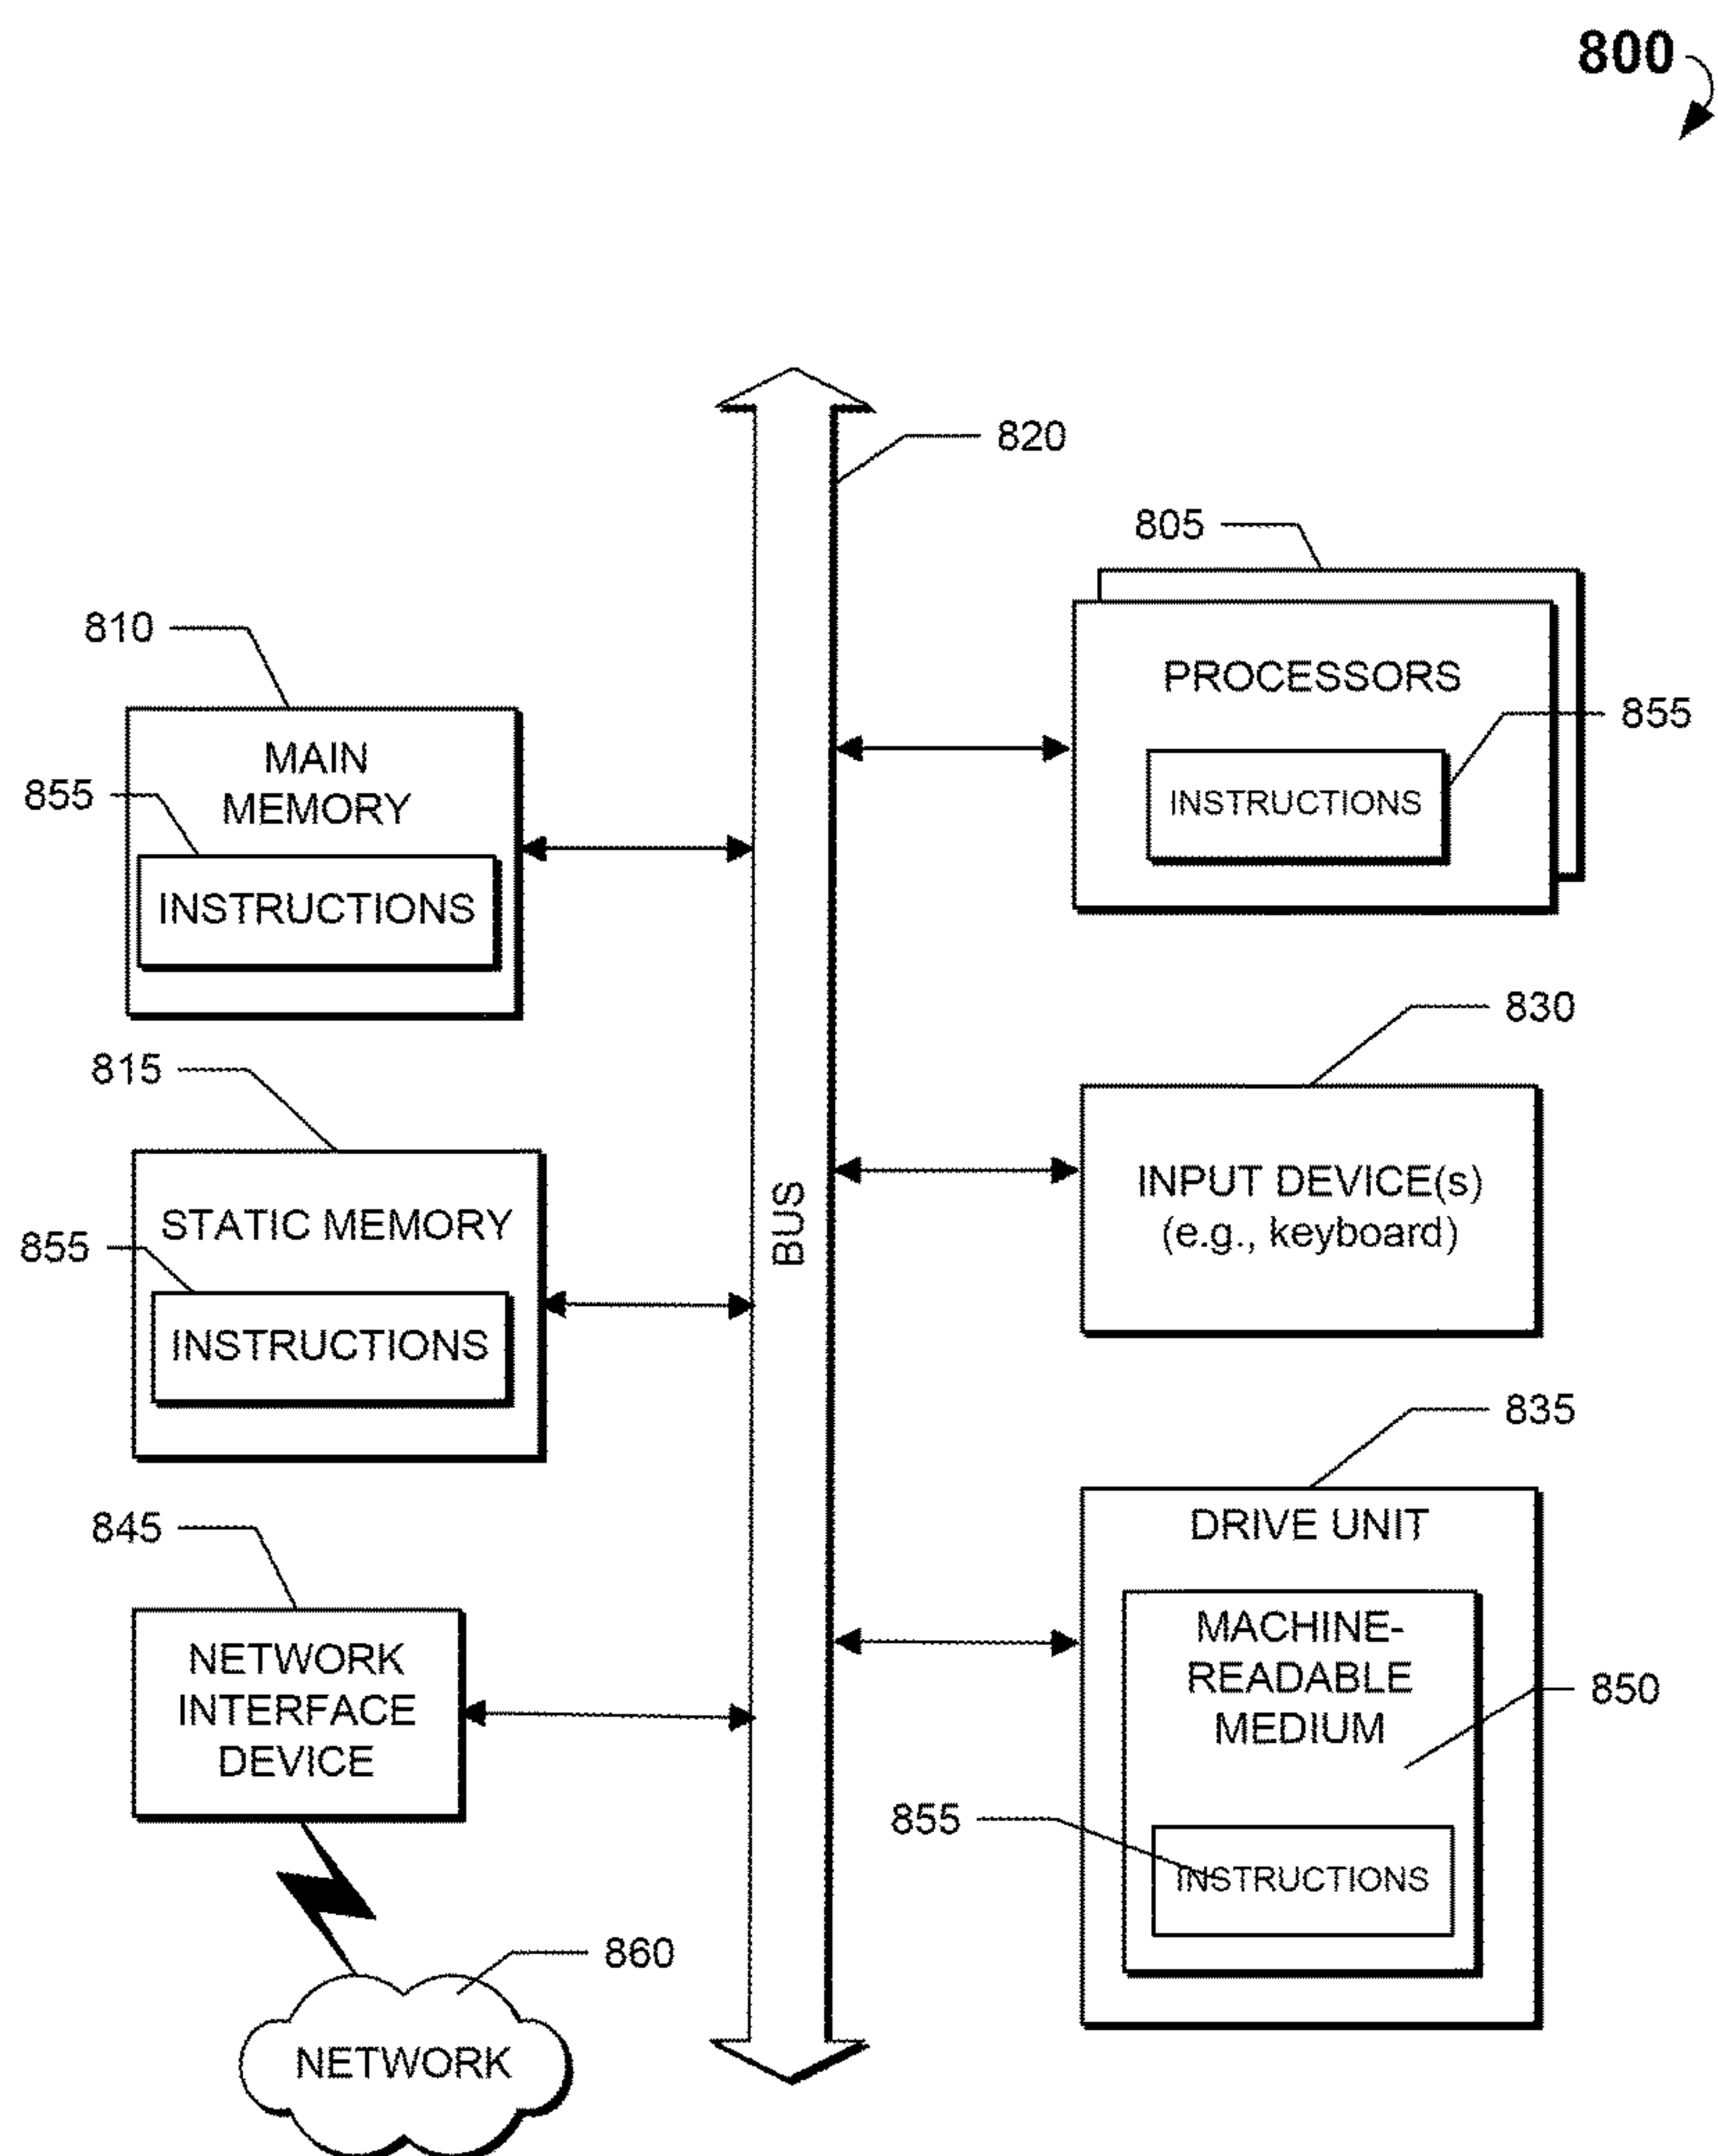 800
820
805
PROCESSORS
855
INSTRUCTIONS
810
MAIN
MEMORY
855
INSTRUCTIONS
830
INPUT DEVICE(s)
(e.g., keyboard)
815
STATIC MEMORY
855
INSTRUCTIONS
BUS
835
DRIVE UNIT
MACHINE-
READABLE
MEDIUM
850
855
INSTRUCTIONS
845
NETWORK
INTERFACE
DEVICE
860
NETWORK